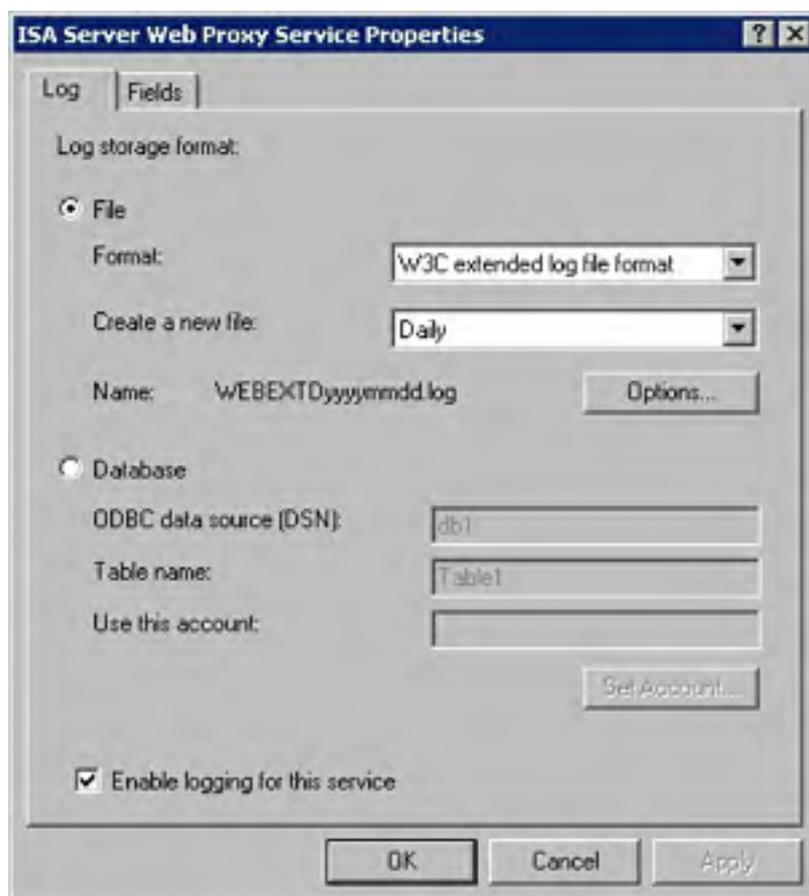 ISA Server Web Proxy Service Properties
Log Fields
Log storage format:
File
Format: W3C extended log file format
Create a new file: Daily
Name: WEBEXTDyyyymmdd.log Options...
Database
ODBC data source (DSN): db1
Table name: Table1
Use this account:
Set Account...
Enable logging for this service
OK Cancel Apply